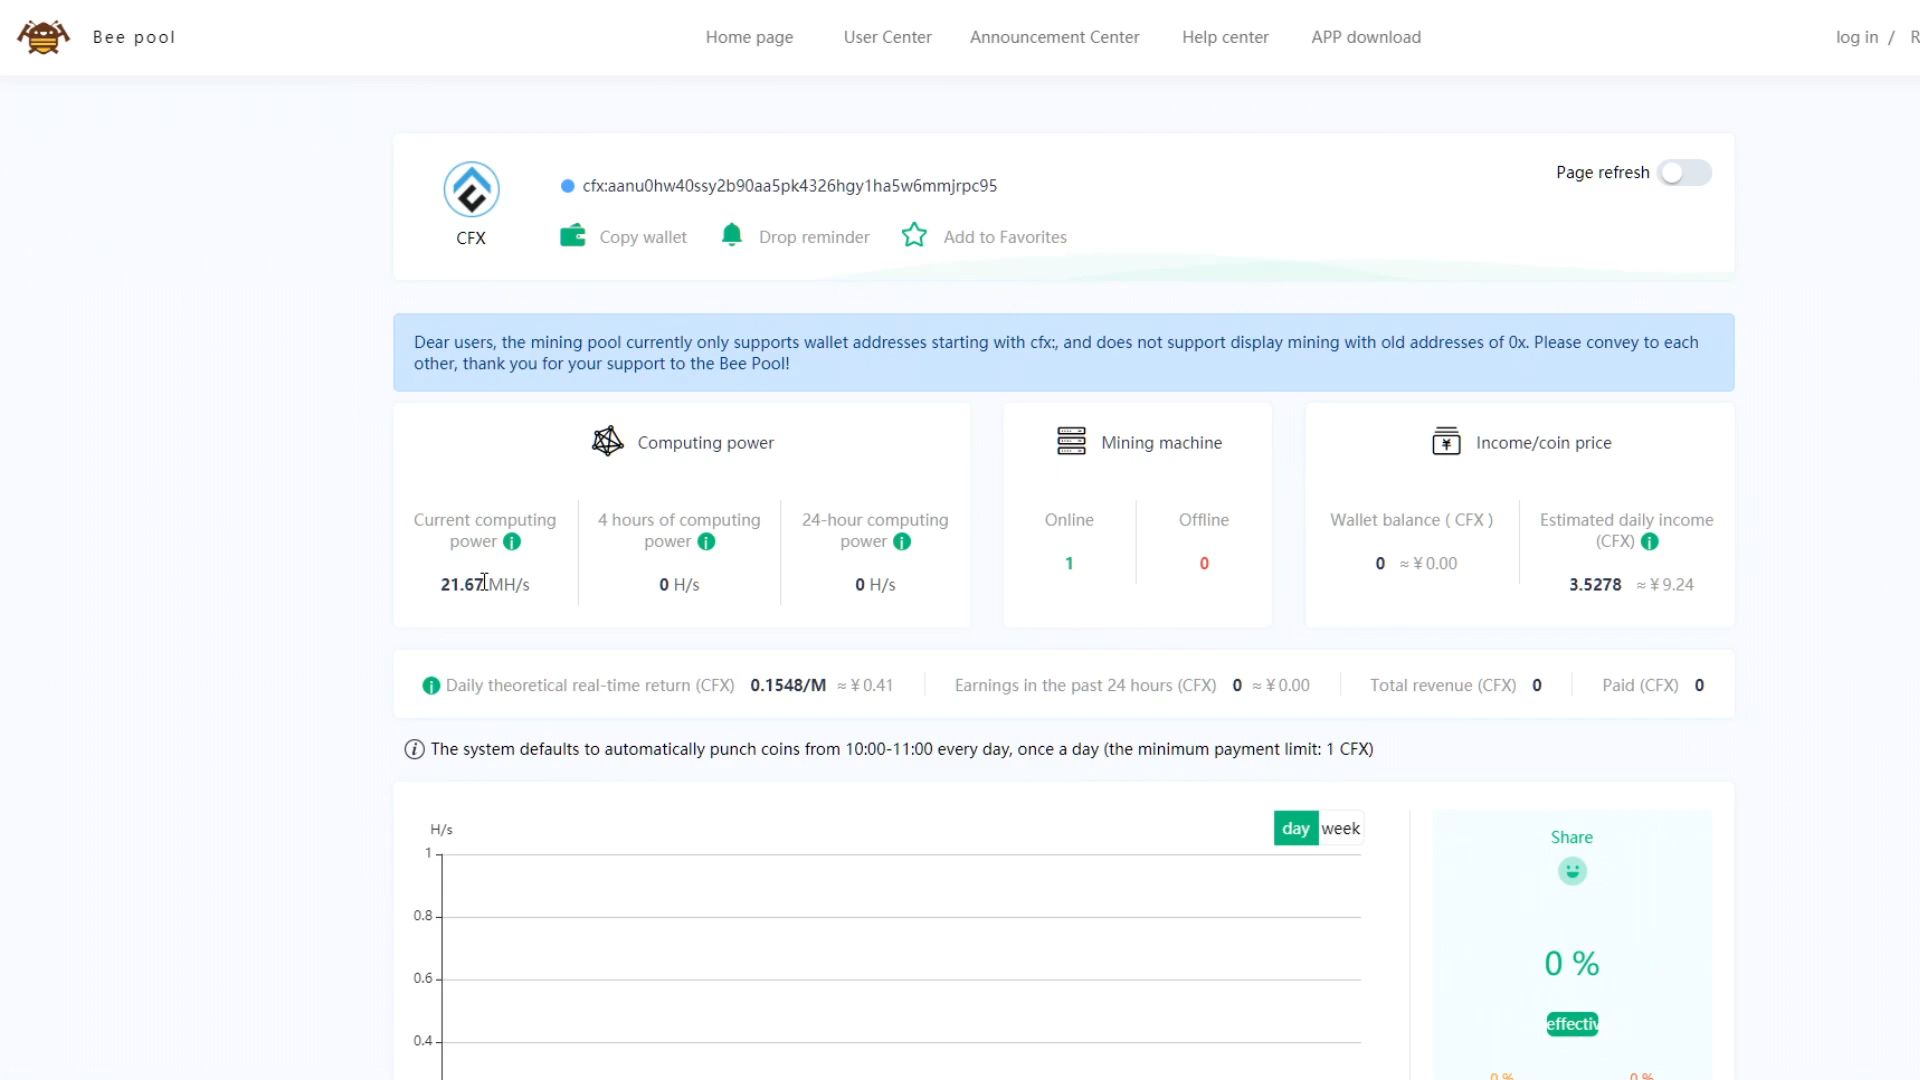 Bee pool
Home page
User Center
Announcement Center
Help center
APP download
log in / R
CFX
cfx:aanu0hw40ssy2b90aa5pk4326hgy1ha5w6mmjrpc95
Page refresh
Copy wallet
Drop reminder
Add to Favorites
Dear users, the mining pool currently only supports wallet addresses starting with cfx:, and does not support display mining with old addresses of 0x. Please convey to each
other, thank you for your support to the Bee Pool!
Computing power
Current computing
power
21.67 MH/s
4 hours of computing
power
0 H/s
24-hour computing
power
0 H/s
Mining machine
Online
1
Offline
0
Income/coin price
Wallet balance ( CFX )
0 ≈ ¥ 0.00
Estimated daily income
(CFX)
3.5278 ≈ ¥ 9.24
Daily theoretical real-time return (CFX) 0.1548/M ≈ ¥ 0.41
Earnings in the past 24 hours (CFX) 0 ≈ ¥ 0.00
Total revenue (CFX) 0
Paid (CFX) 0
The system defaults to automatically punch coins from 10:00-11:00 every day, once a day (the minimum payment limit: 1 CFX)
H/s
day
week
1
0.8
0.6
0.4
Share
0 %
effectiv
0 %
0 %